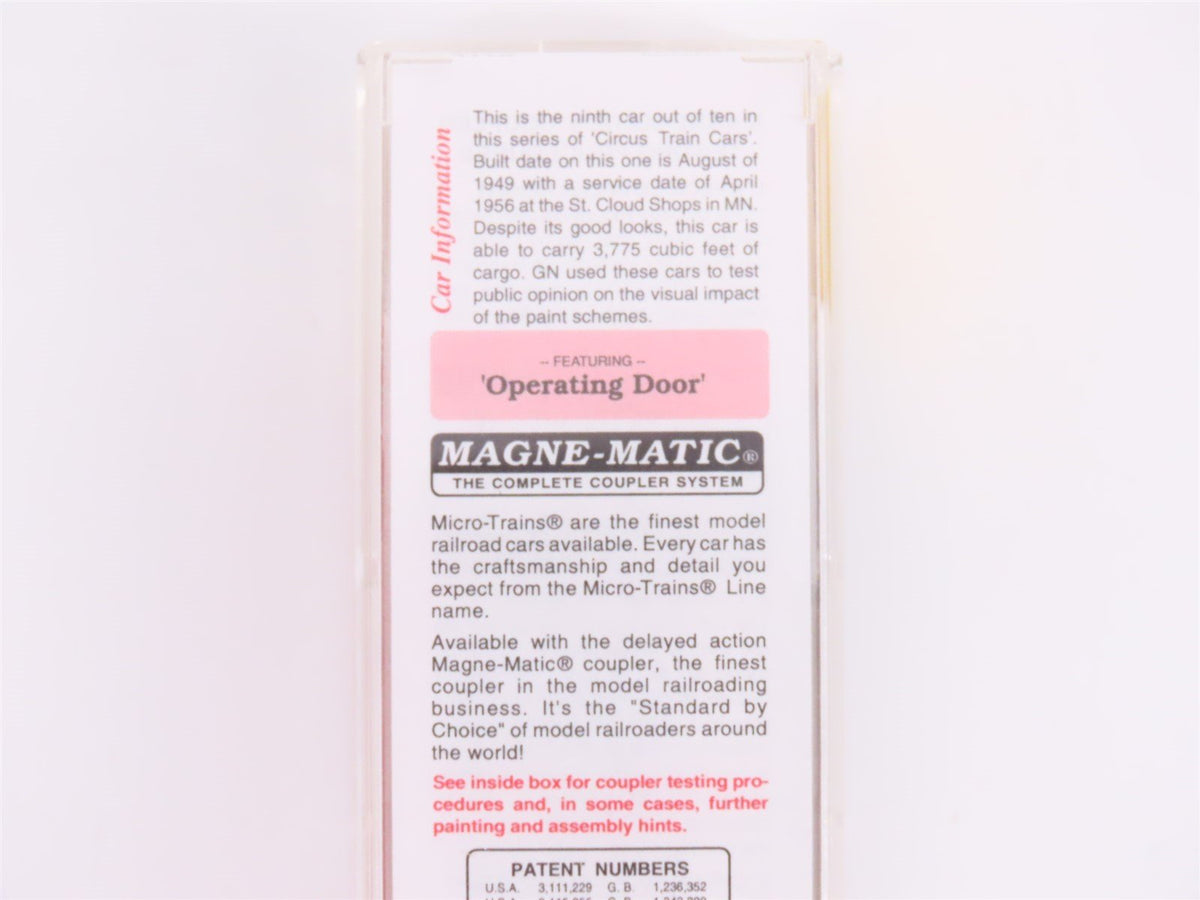 Car Information
This is the ninth car out of ten in
this series of 'Circus Train Cars'.
Built date on this one is August of
1949 with a service date of April
1956 at the St. Cloud Shops in MN.
Despite its good looks, this car is
able to carry 3,775 cubic feet of
cargo. GN used these cars to test
public opinion on the visual impact
of the paint schemes.
-- FEATURING --
'Operating Door'
MAGNE-MATIC®
THE COMPLETE COUPLER SYSTEM
Micro-Trains® are the finest model
railroad cars available. Every car has
the craftsmanship and detail you
expect from the Micro-Trains® Line
name.
Available with the delayed action
Magne-Matic® coupler, the finest
coupler in the model railroading
business. It's the "Standard by
Choice" of model railroaders around
the world!
See inside box for coupler testing pro-
cedures and, in some cases, further
painting and assembly hints.
PATENT NUMBERS
U.S.A. 3,111,229 G. B. 1,236,352